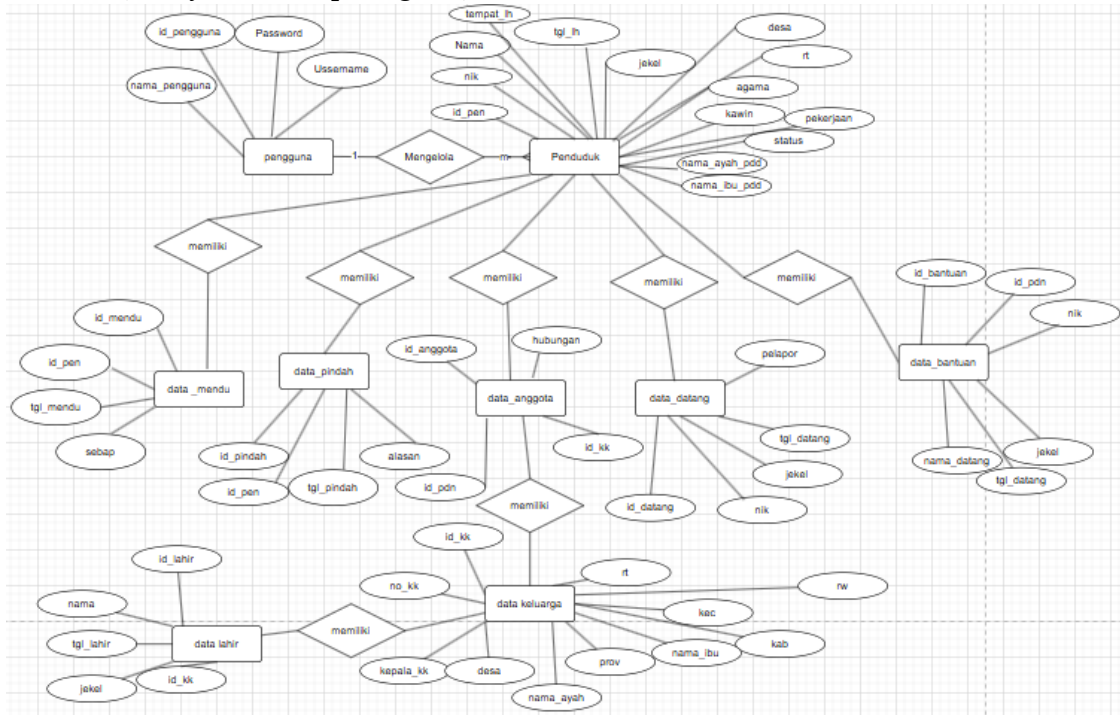 tempat_lh
id_pengguna
Password
tgl_lh
desa
Nama
rt
Ussername
jekel
nama_pengguna
nik
agama
kawin
id_pen
pekerjaan
status
pengguna
1
Mengelola
m
Penduduk
nama_ayah_pdd
nama_ibu_pdd
memiliki
memiliki
memiliki
memiliki
memiliki
id_bantuan
id_pdn
nik
id_mendu
hubungan
id_anggota
pelapor
id_pen
data_pindah
data_bantuan
data _mendu
data_anggota
data_datang
tgl_mendu
tgl_datang
id_kk
sebap
id_pindah
alasan
nama_datang
jekel
jekel
id_pen
tgl_pindah
id_pdn
tgl_datang
id_datang
nik
memiliki
id_kk
id_lahir
rt
no_kk
rw
nama
data keluarga
kec
tgl_lahir
data lahir
memiliki
kab
nama_ibu
prov
kepala_kk
desa
id_kk
jekel
nama_ayah